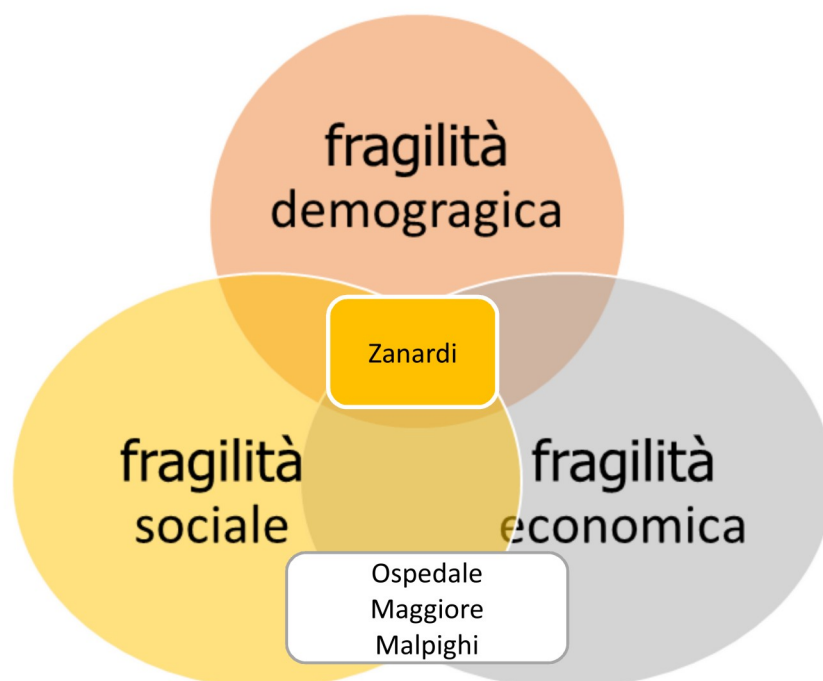 fragilità
demogragica
Zanardi
fragilità
sociale
fragilità
economica
Ospedale
Maggiore
Malpighi